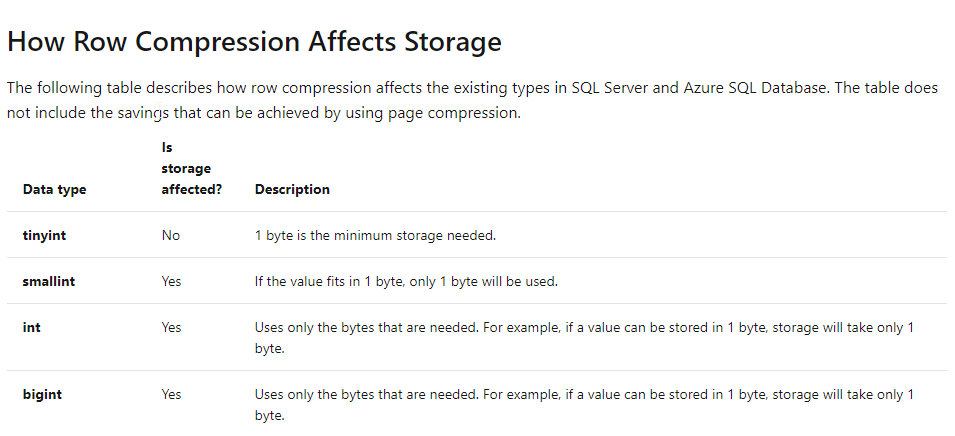 How Row Compression Affects Storage
The following table describes how row compression affects the existing types in SQL Server and Azure SQL Database. The table does
not include the savings that can be achieved by using page compression.
Data type Is storage affected? Description
tinyint No 1 byte is the minimum storage needed.
smallint Yes If the value fits in 1 byte, only 1 byte will be used.
int Yes Uses only the bytes that are needed. For example, if a value can be stored in 1 byte, storage will take only 1
byte.
bigint Yes Uses only the bytes that are needed. For example, if a value can be stored in 1 byte, storage will take only 1
byte.